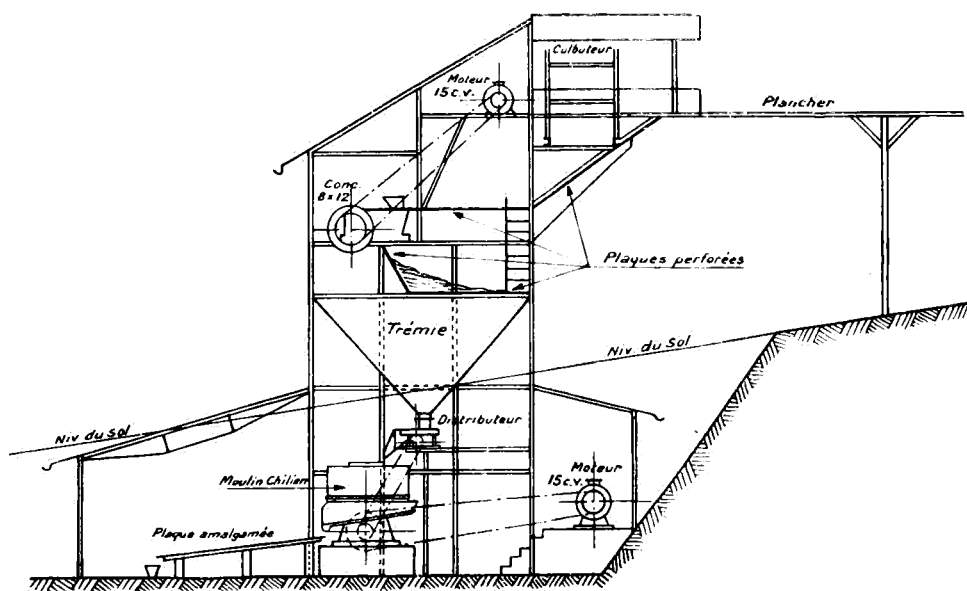 Culbuteur
Moteur
15 c.v.
Plancher
Conc.
8×12
Plaques perforées
Trémie
Niv. du Sol
Niv du Sol
Distributeur
Moulin Chilien
Moteur
15 c.v.
Plaque amalgamée